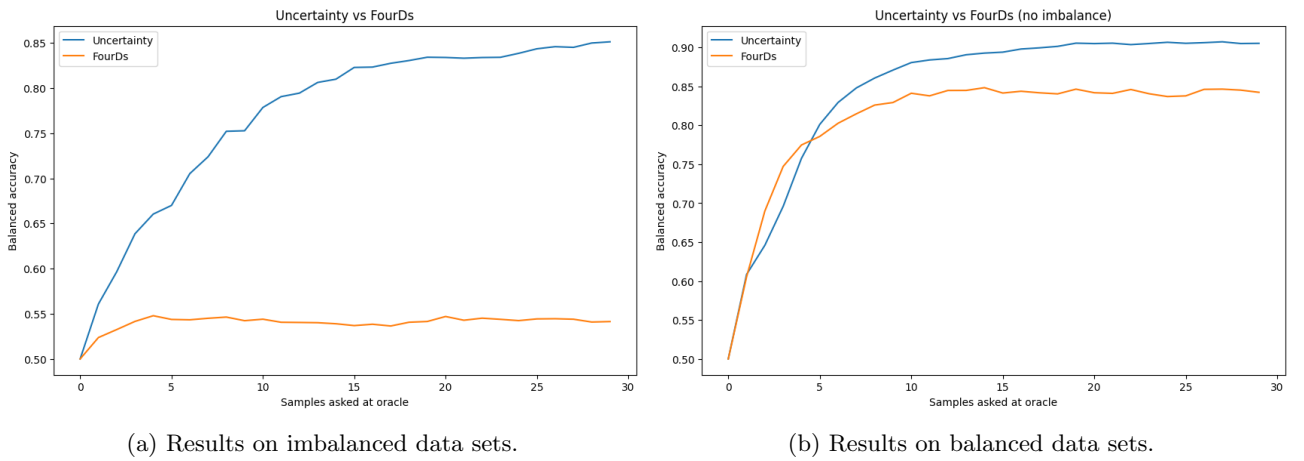 Uncertainty vs FourDs
Uncertainty
FourDs
0.85
0.80
0.75
0.70
0.65
0.60
0.55
0.50
Balanced accuracy
0 5 10 15 20 25 30
Samples asked at oracle
(a) Results on imbalanced data sets.
Uncertainty vs FourDs (no imbalance)
Uncertainty
FourDs
0.90
0.85
0.80
0.75
0.70
0.65
0.60
0.55
0.50
Balanced accuracy
0 5 10 15 20 25 30
Samples asked at oracle
(b) Results on balanced data sets.